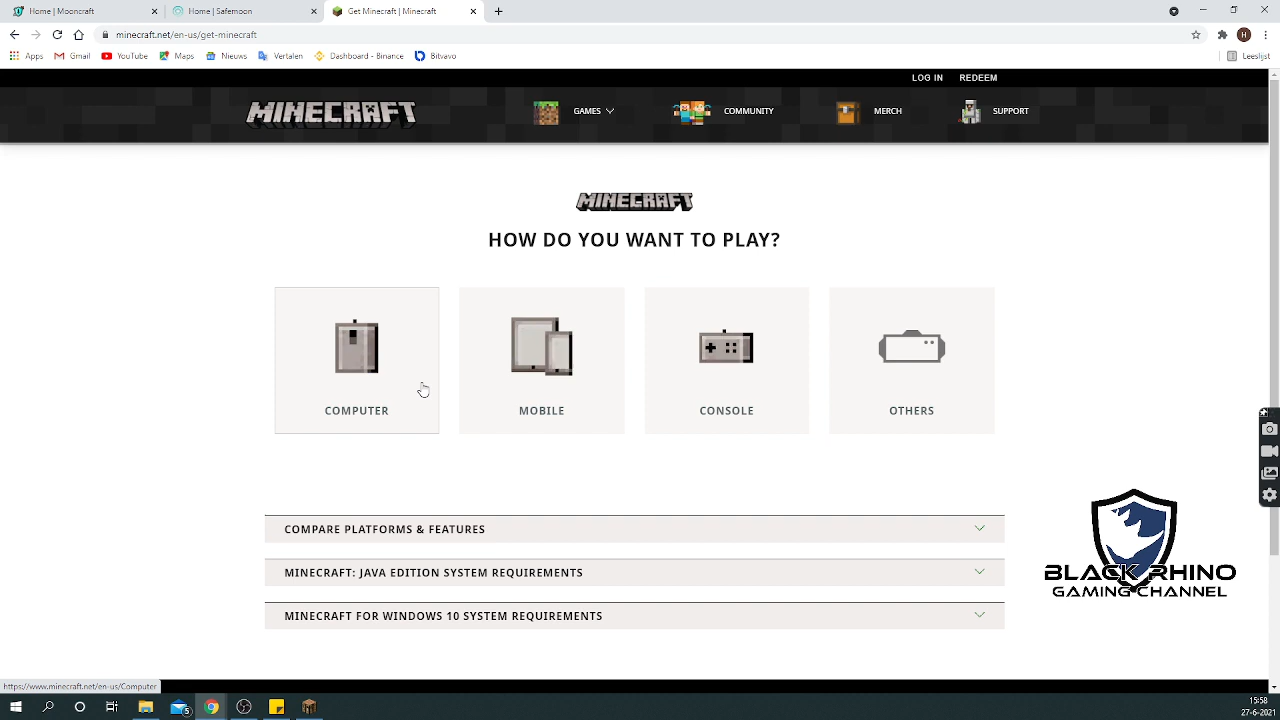 Home | Mooncraft
Home | Safemoon
Get Minecraft | Minecraft
minecraft.net/en-us/get-minecraft
Apps
Gmail
YouTube
Maps
Nieuws
Vertalen
Dashboard - Binance
Bitvavo
Leeslijst
LOG IN
REDEEM
MINECRAFT
GAMES
COMMUNITY
MERCH
SUPPORT
MINECRAFT
HOW DO YOU WANT TO PLAY?
COMPUTER
MOBILE
CONSOLE
OTHERS
COMPARE PLATFORMS & FEATURES
MINECRAFT: JAVA EDITION SYSTEM REQUIREMENTS
MINECRAFT FOR WINDOWS 10 SYSTEM REQUIREMENTS
BLACK RHINO
GAMING CHANNEL
https://www.minecraft.net/en-us/Computer
15:58
27-6-2021